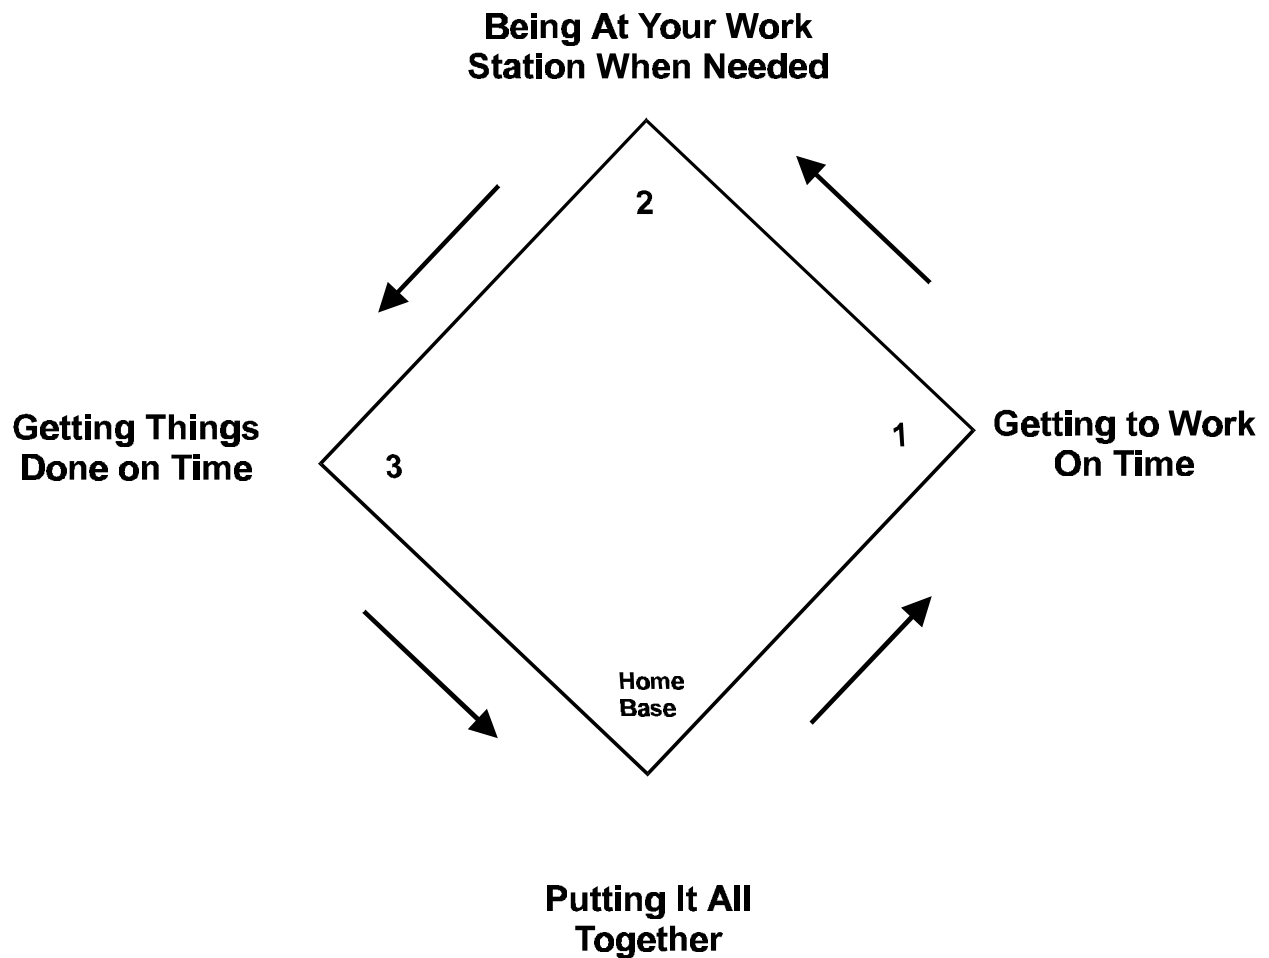 Being At Your Work
Station When Needed
2
Getting Things
Done on Time
3
1
Getting to Work
On Time
Home
Base
Putting It All
Together